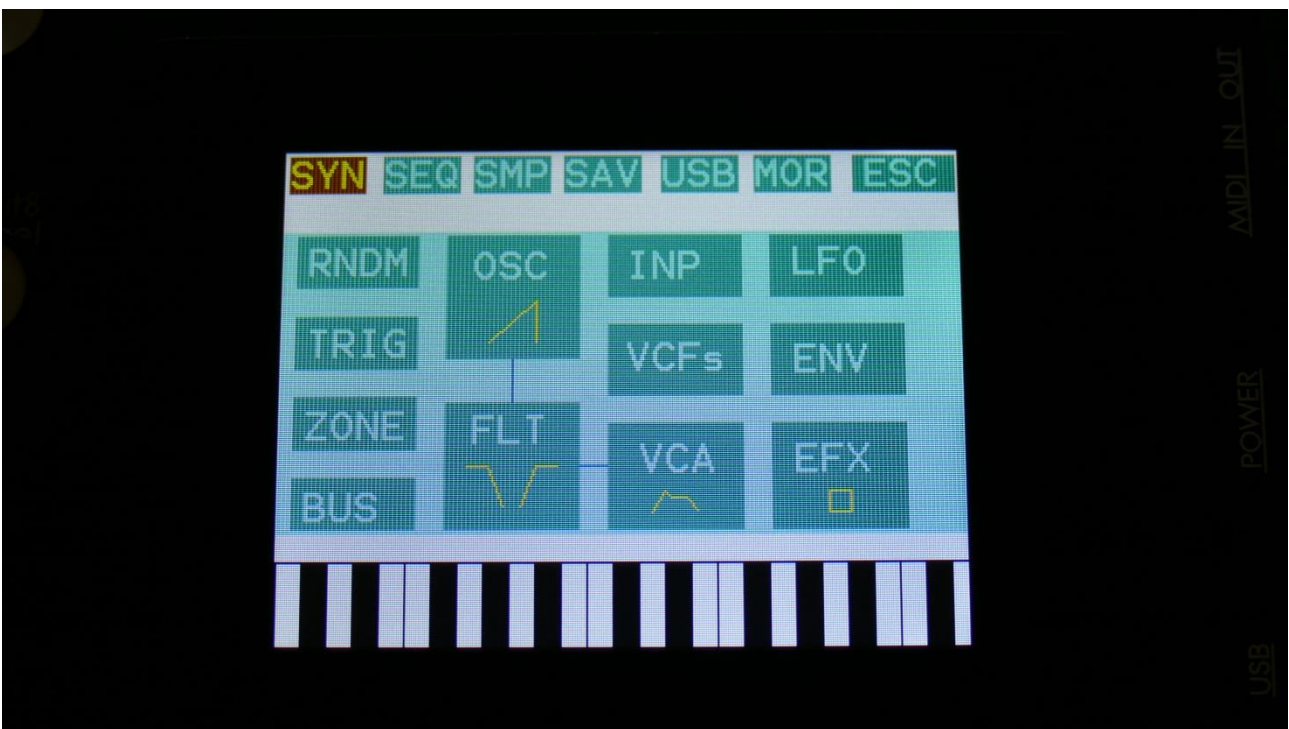 SYN SEQ SMP SAV USB MOR ESC
RNDM OSC INP LFO
TRIG VCFs ENV
ZONE FLT VCA EFX
BUS
MIDI IN OUT
POWER
USB